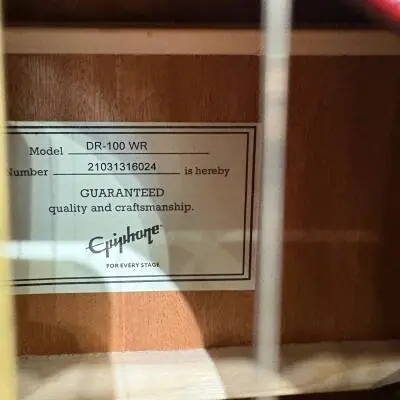 Model DR-100 WR
Number 21031316024 is hereby
GUARANTEED
quality and craftsmanship.
Epiphone
FOR EVERY STAGE